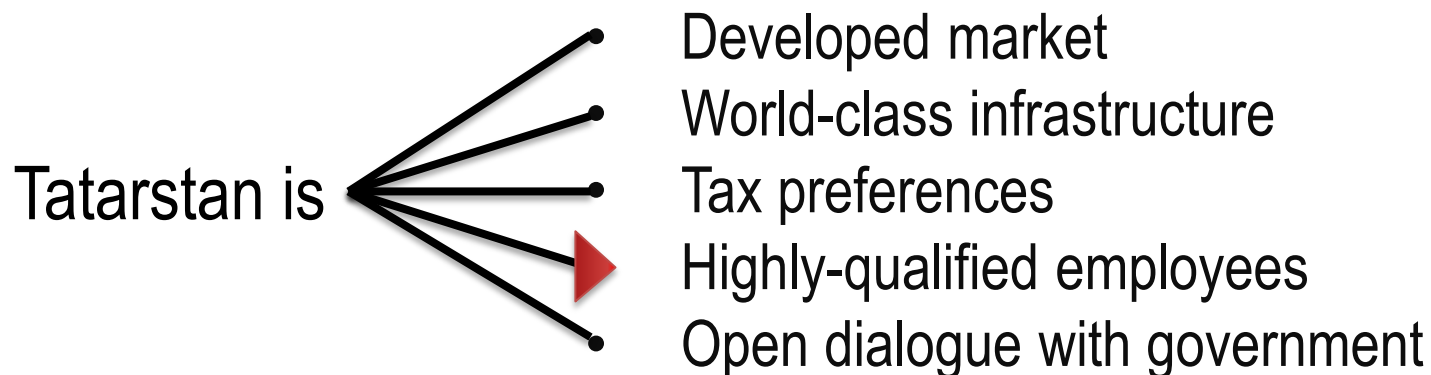 Developed market
World-class infrastructure
Tatarstan is
Tax preferences
Highly-qualified employees
Open dialogue with government